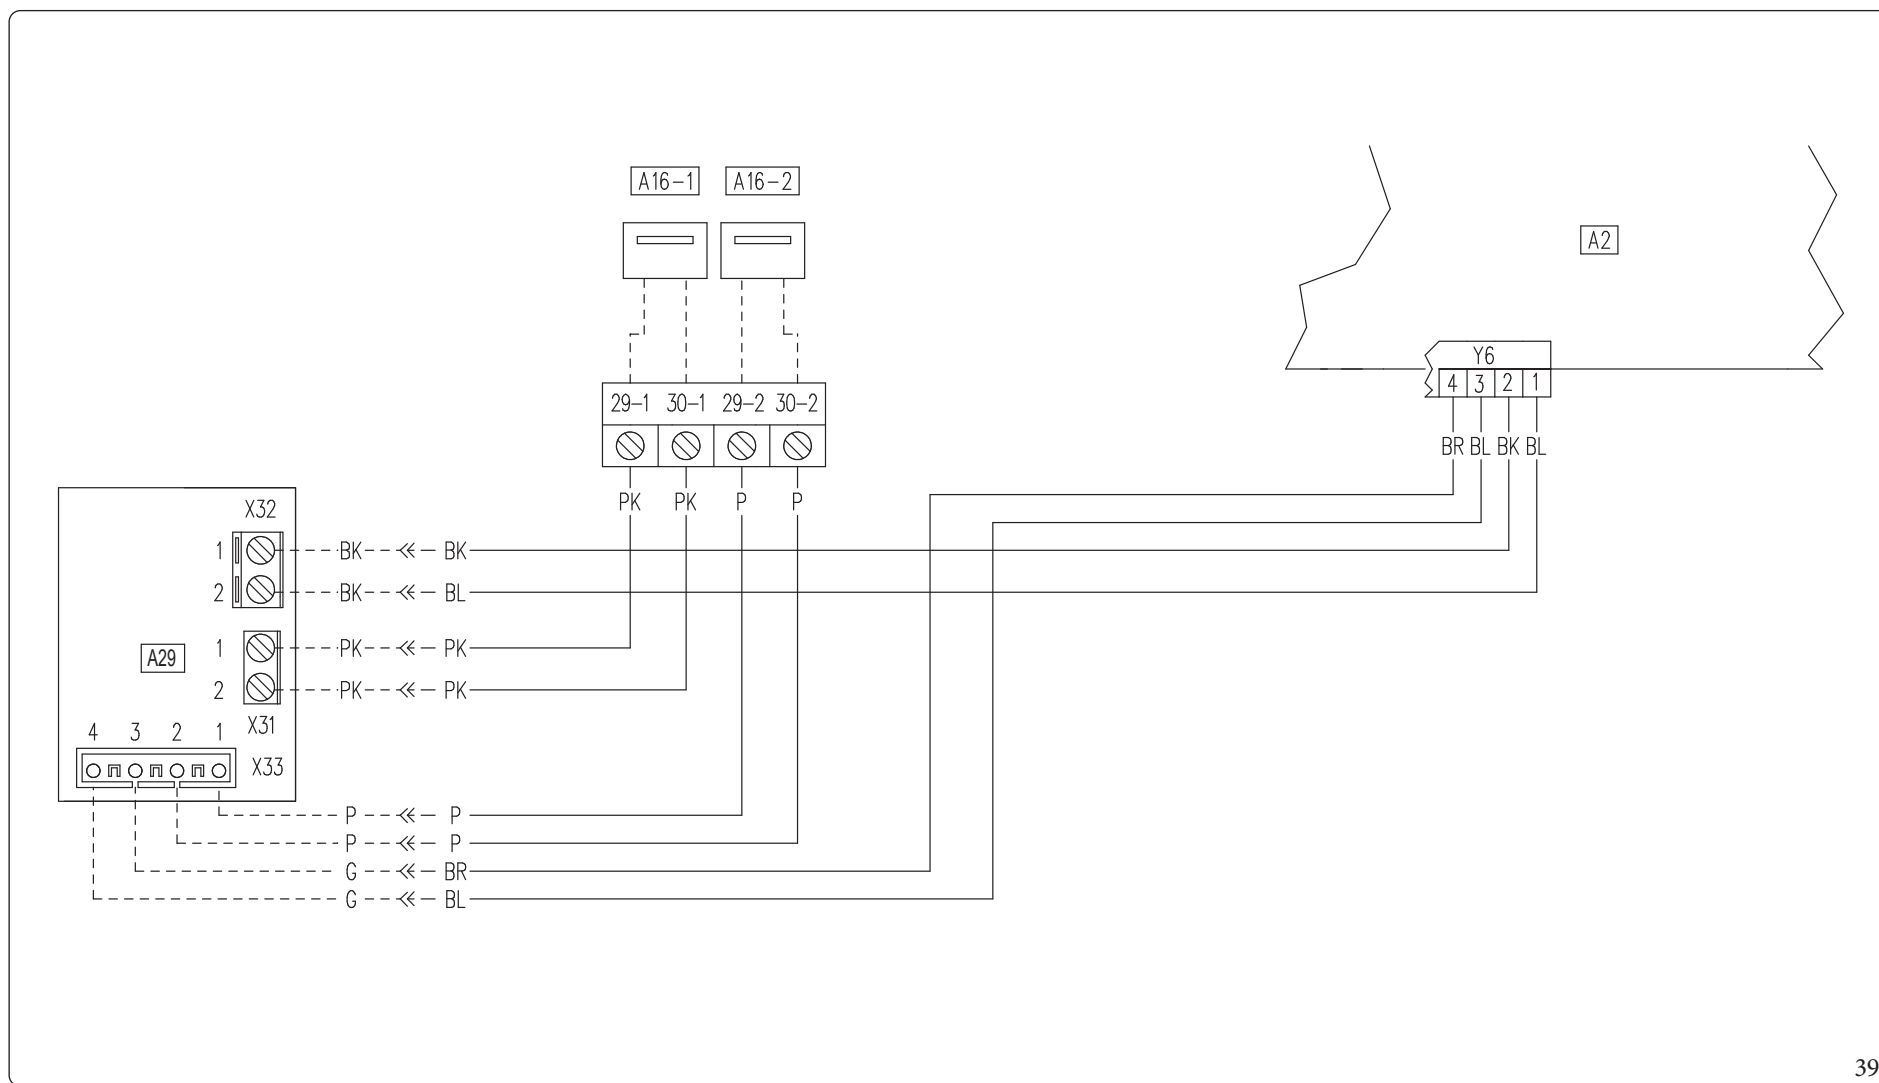 A16-1 A16-2
A2
Y6
4 3 2 1
29-1 30-1 29-2 30-2
BR BL BK BL
PK PK P P
X32
1 BK BK
2 BK BL
A29
1 PK PK
2 PK PK
X31
4 3 2 1
X33
P P
P P
G BR
G BL
39